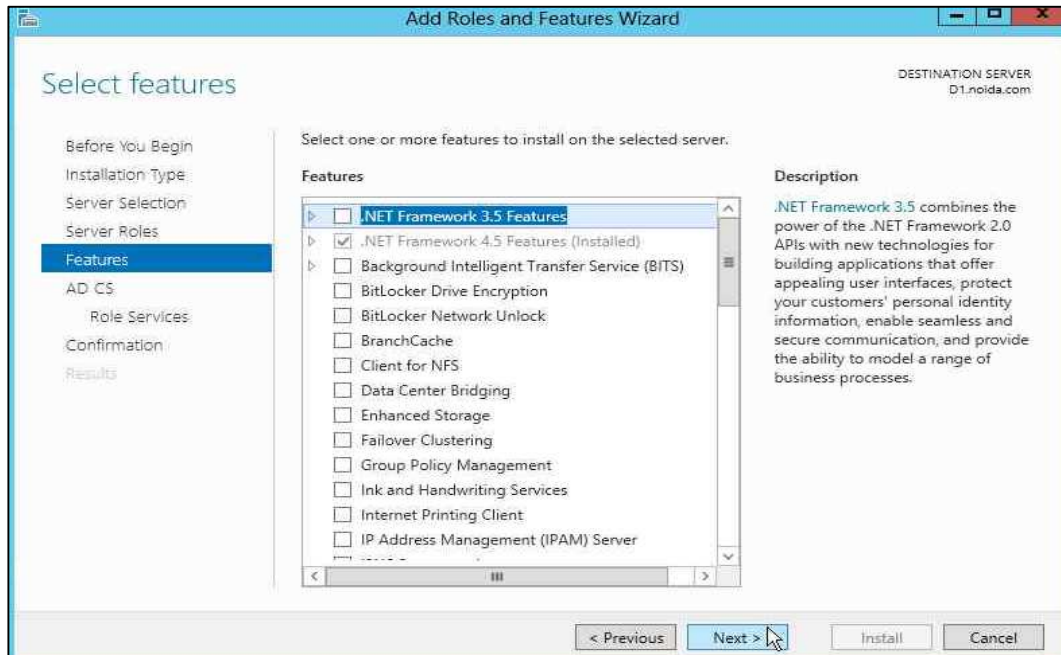 Add Roles and Features Wizard
Select features
DESTINATION SERVER
D1.noida.com
Before You Begin
Installation Type
Server Selection
Server Roles
Features
AD CS
Role Services
Confirmation
Results
Select one or more features to install on the selected server.
Features
.NET Framework 3.5 Features
.NET Framework 4.5 Features (Installed)
Background Intelligent Transfer Service (BITS)
BitLocker Drive Encryption
BitLocker Network Unlock
BranchCache
Client for NFS
Data Center Bridging
Enhanced Storage
Failover Clustering
Group Policy Management
Ink and Handwriting Services
Internet Printing Client
IP Address Management (IPAM) Server
Description
.NET Framework 3.5 combines the
power of the .NET Framework 2.0
APIs with new technologies for
building applications that offer
appealing user interfaces, protect
your customers' personal identity
information, enable seamless and
secure communication, and provide
the ability to model a range of
business processes.
< Previous
Next >
Install
Cancel